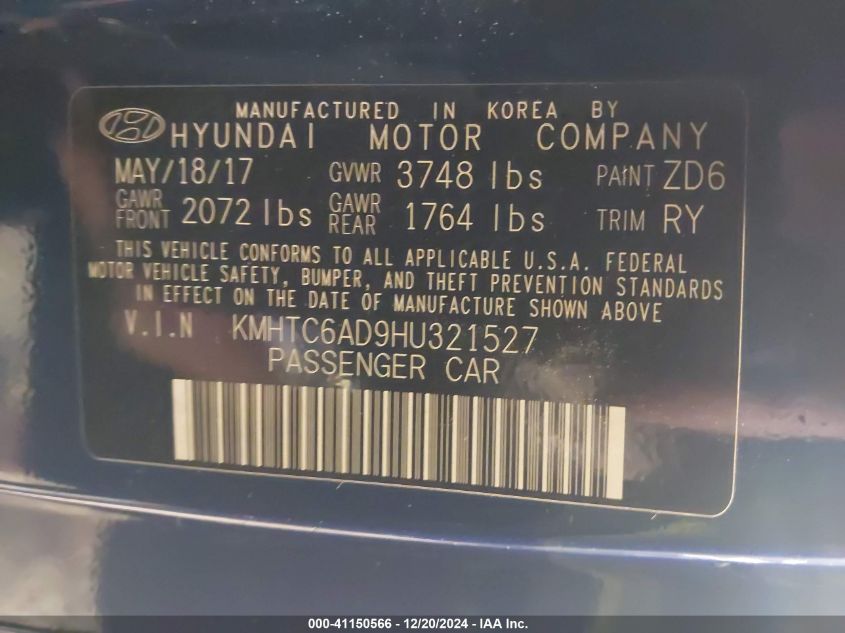 MANUFACTURED IN KOREA BY
HYUNDAI MOTOR COMPANY
MAY/18/17 GVWR 3748 lbs PAINT ZD6
GAWR FRONT 2072 lbs GAWR REAR 1764 lbs TRIM RY
THIS VEHICLE CONFORMS TO ALL APPLICABLE U.S.A. FEDERAL
MOTOR VEHICLE SAFETY, BUMPER, AND THEFT PREVENTION STANDARDS
IN EFFECT ON THE DATE OF MANUFACTURE SHOWN ABOVE
V.I.N KMHTC6AD9HU321527
PASSENGER CAR
000-41150566 - 12/20/2024 - IAA, Inc.